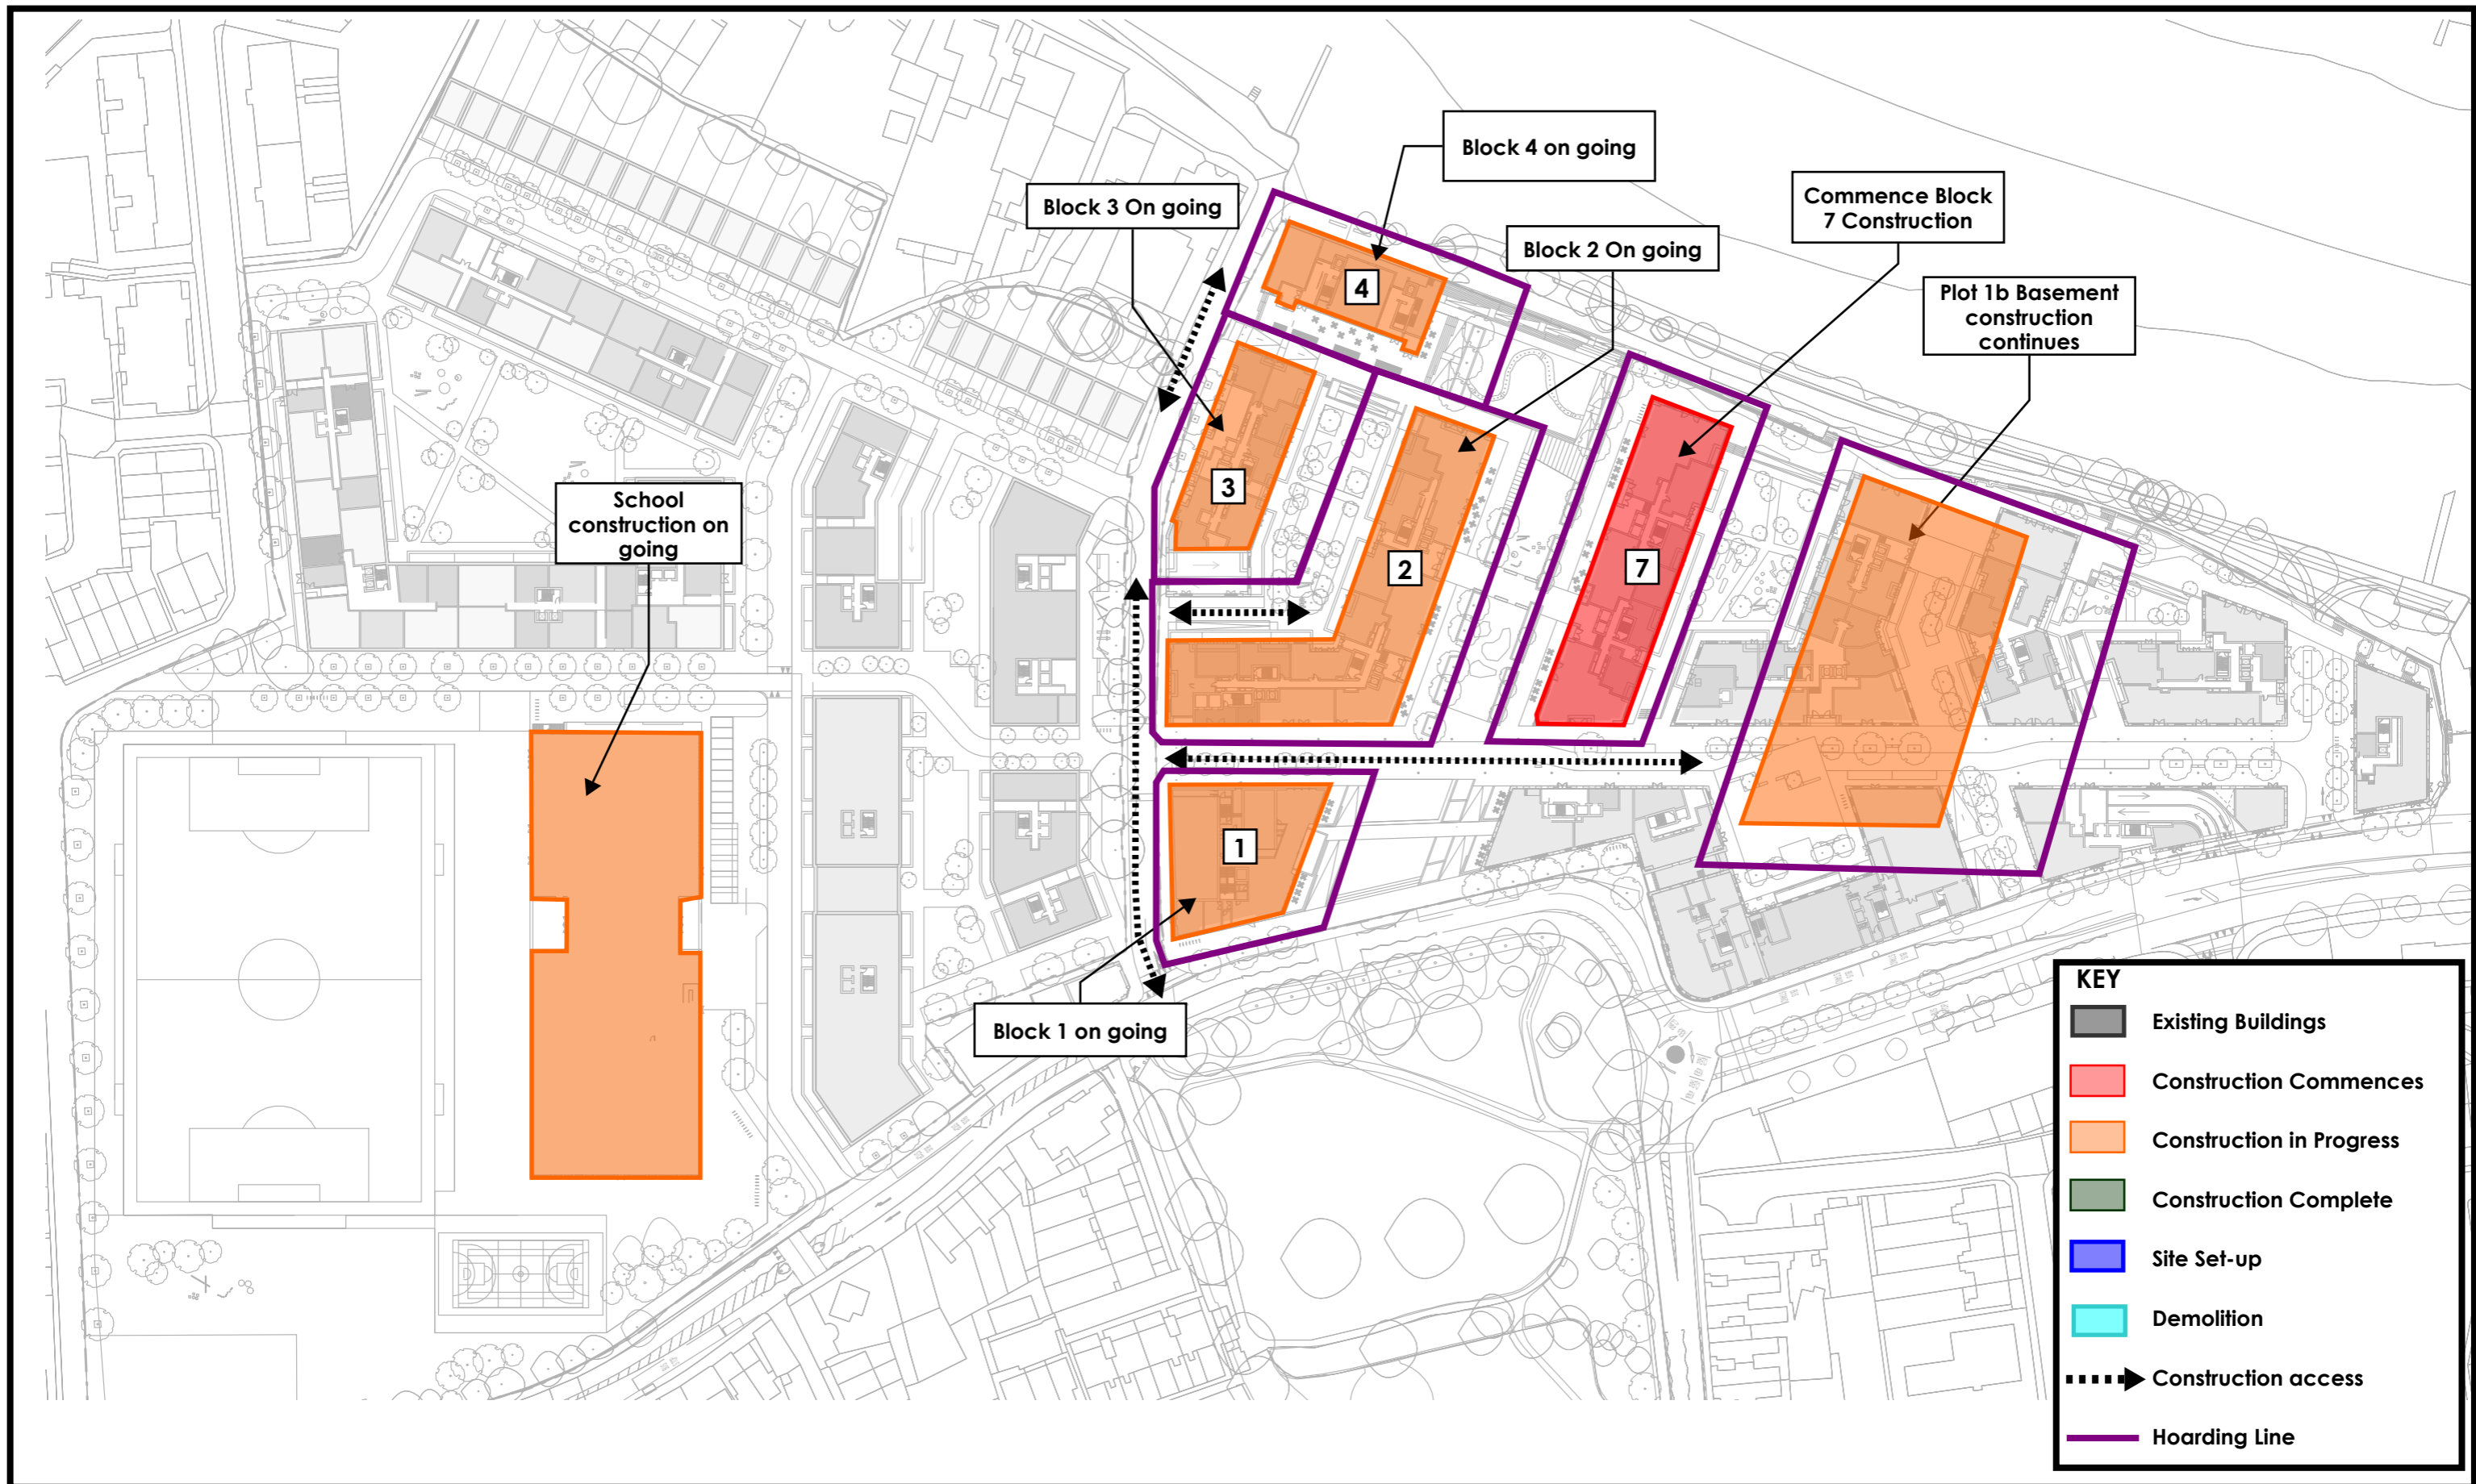 Block 4 on going
Commence Block
7 Construction
Block 3 On going
Block 2 On going
Plot 1b Basement
construction
continues
4
3
School
construction on
going
2
7
1
Block 1 on going
KEY
Existing Buildings
Construction Commences
Construction in Progress
Construction Complete
Site Set-up
Demolition
Construction access
Hoarding Line